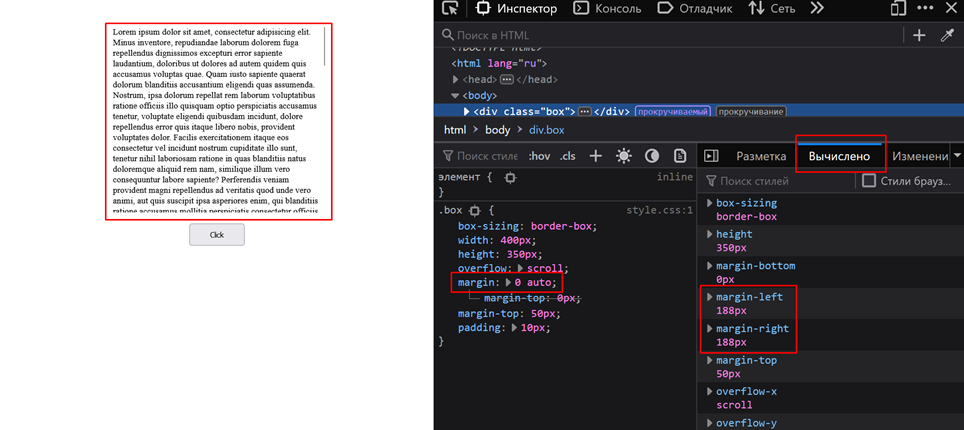 Lorem ipsum dolor sit amet, consectetur adipisicing elit.
Minus inventore, repudiandae laborum dolorem fuga
repellendus dignissimos excepturi error sapiente
laudantium, doloribus ut dolores ad autem quidem quis
accusamus voluptas quae. Quam iusto sapiente quaerat
dolorum blanditiis accusantium eligendi quas assumenda.
Nostrum, ipsa dolorum repellat rem laborum voluptatibus
ratione officiis illo quisquam optio perspiciatis accusamus
tenetur, voluptate eligendi quibusdam incidunt, dolore
repellendus error quis itaque libero nobis, provident
voluptates dolor. Facilis exercitationem itaque eos
consectetur vel incidunt nostrum cupiditate illo sunt,
tenetur nihil laboriosam ratione in quas blanditiis natus
doloremque aliquid rem nam, similique illum vero
consequuntur labore sapiente? Perferendis veniam
provident magni repellendus ad veritatis quod unde vero
animi, aut quis suscipit ipsa asperiores enim, qui blanditiis
ratione accusamus mollitia perspiciatis consectetur officiis
Click
Инспектор Консоль Отладчик Сеть
Поиск в HTML
<!DOCTYPE html>
<html lang="ru">
<head> </head>
<body>
<div class="box"> </div> прокручиваемый прокручивание
html body div.box
Поиск стиле :hov .cls
элемент { inline
}
.box { style.css:1
box-sizing: border-box;
width: 400px;
height: 350px;
overflow: scroll;
margin: 0 auto;
margin-top: 0px;
margin-top: 50px;
padding: 10px;
}
Разметка Вычислено Изменени
Поиск стилей Стили брауз...
box-sizing
border-box
height
350px
margin-bottom
0px
margin-left
188px
margin-right
188px
margin-top
50px
overflow-x
scroll
overflow-y